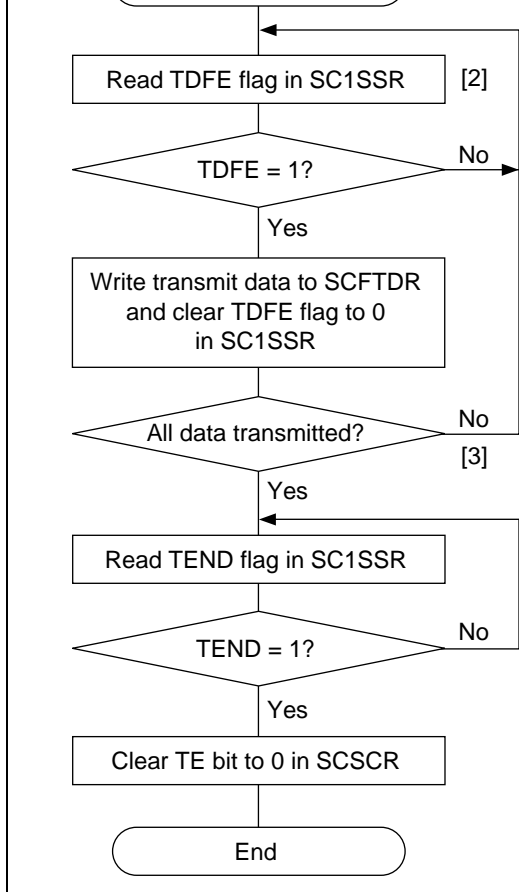 Read TDFE flag in SC1SSR
[2]
TDFE = 1?
No
Yes
Write transmit data to SCFTDR
and clear TDFE flag to 0
in SC1SSR
All data transmitted?
No
[3]
Yes
Read TEND flag in SC1SSR
TEND = 1?
No
Yes
Clear TE bit to 0 in SCSCR
End